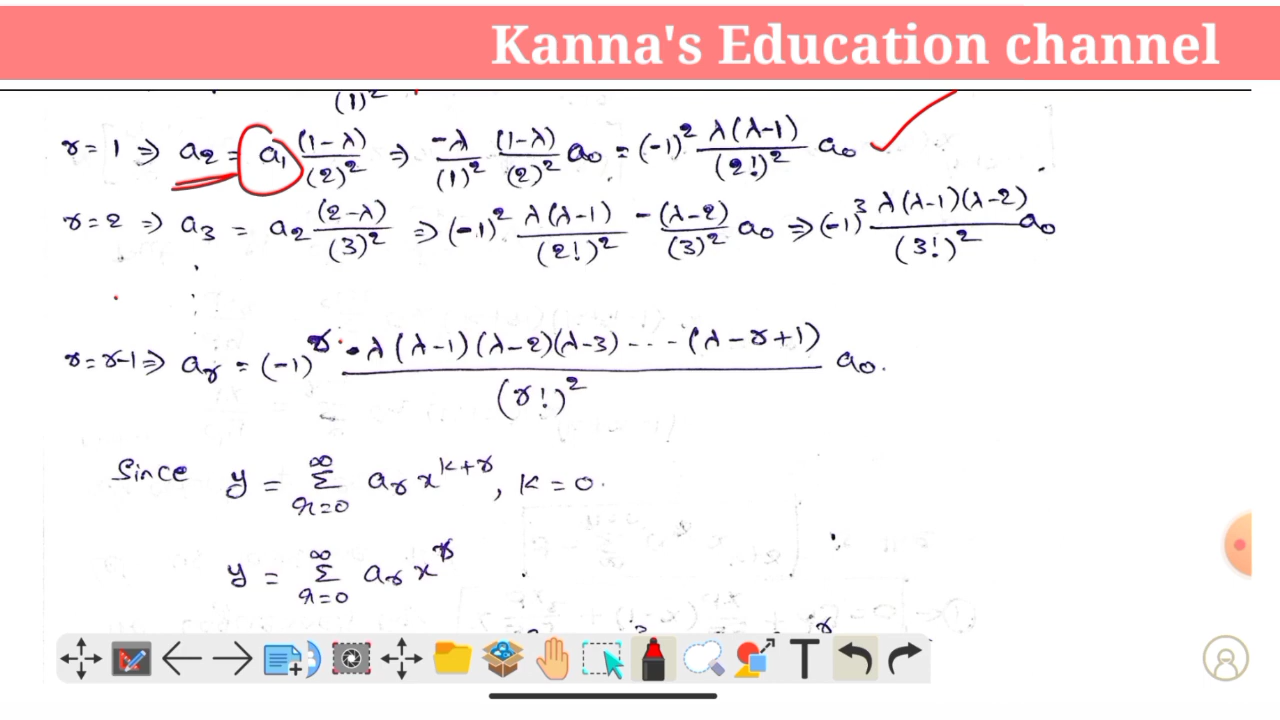 Kanna's Education channel
(1)²
r = 1 ⇒ a₂ = a₁ (1-λ)/(2)² ⇒ -λ/(1)² (1-λ)/(2)² a₀ = (-1)² λ(λ-1)/(2!)² a₀
r = 2 ⇒ a₃ = a₂ (2-λ)/(3)² ⇒ (-1)² λ(λ-1)/(2!)² -(λ-2)/(3)² a₀ ⇒ (-1)³ λ(λ-1)(λ-2)/(3!)² a₀
r = r-1 ⇒ aᵣ = (-1)ʳ · λ(λ-1)(λ-2)(λ-3)---(λ-r+1)/(r!)² a₀.
Since y = Σ_{r=0}^{∞} aᵣ x^{k+r}, k = 0.
y = Σ_{r=0}^{∞} aᵣ x^r
T